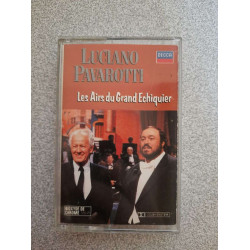 LUCIANO
DECCA
PAVAROTTI
Les Airs du Grand Echiquier